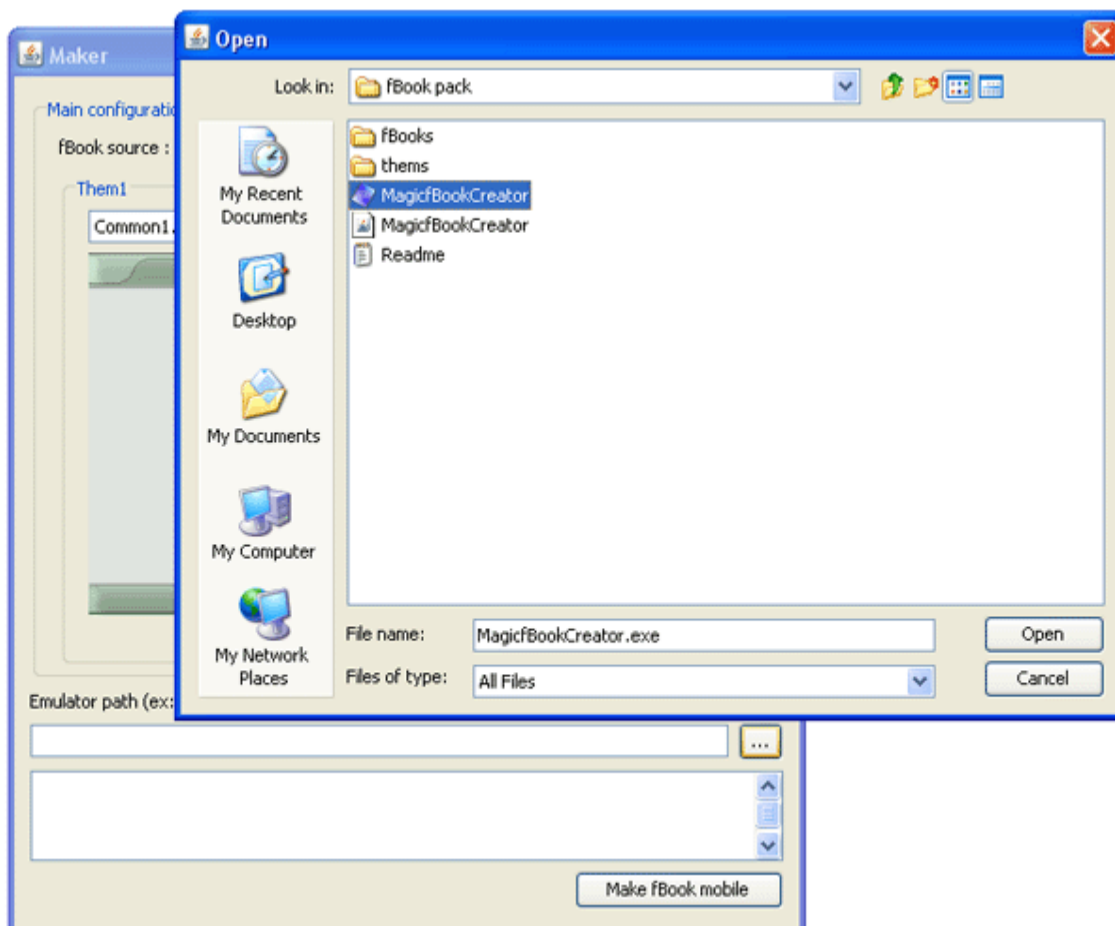 Maker
Open
Look in:
fBook pack
Main configuratio
fBook source :
Them1
Common1.
My Recent
Documents
Desktop
My Documents
My Computer
My Network
Places
fBooks
thems
MagicfBookCreator
MagicfBookCreator
Readme
File name:
MagicfBookCreator.exe
Open
Files of type:
All Files
Cancel
Emulator path (ex:
...
Make fBook mobile